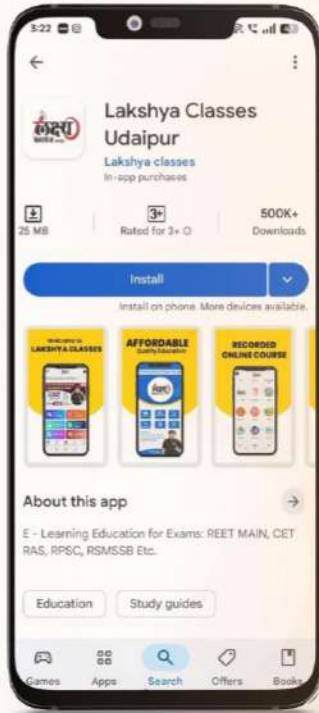 3:22
Lakshya Classes
Udaipur
Lakshya classes
In-app purchases
लक्ष्य
25 MB
3+
Rated for 3+
500K+
Downloads
Install
Install on phone. More devices available.
LAKSHYA CLASSES
AFFORDABLE
Quality Education
RECORDED
ONLINE COURSE
About this app
E - Learning Education for Exams: REET MAIN, CET
RAS, RPSC, RSMSSB Etc.
Education
Study guides
Games
Apps
Search
Offers
Books